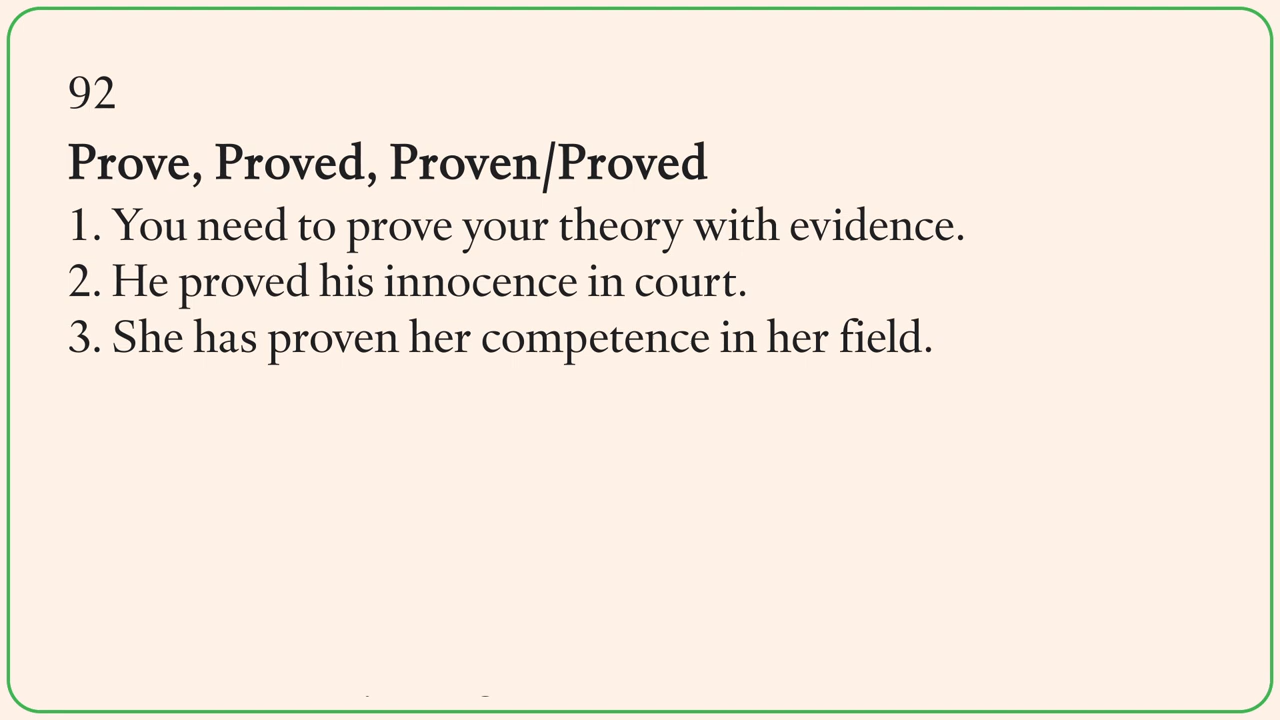 92
Prove, Proved, Proven/Proved
1. You need to prove your theory with evidence.
2. He proved his innocence in court.
3. She has proven her competence in her field.